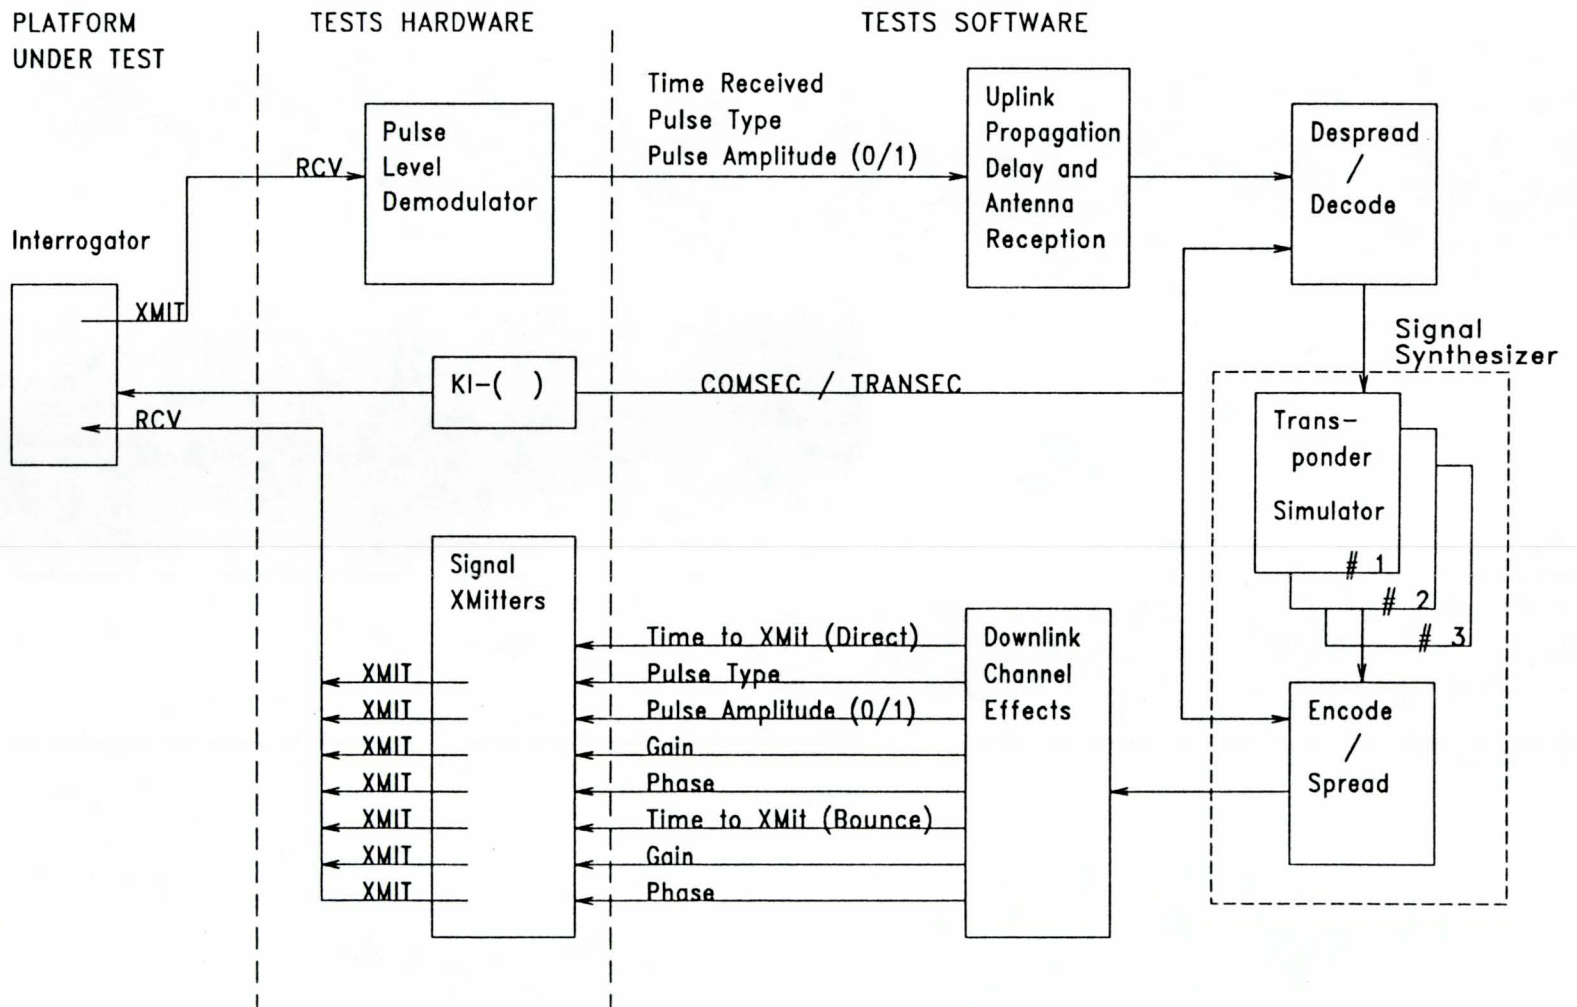 PLATFORM
UNDER TEST
TESTS HARDWARE
TESTS SOFTWARE
Interrogator
XMIT
RCV
RCV
Pulse
Level
Demodulator
Time Received
Pulse Type
Pulse Amplitude (0/1)
Uplink
Propagation
Delay and
Antenna
Reception
Despread
/
Decode
KI-( )
COMSEC / TRANSEC
Signal
Synthesizer
Trans-
ponder
Simulator
# 1
# 2
# 3
Signal
XMitters
XMIT
XMIT
XMIT
XMIT
XMIT
XMIT
XMIT
Time to XMit (Direct)
Pulse Type
Pulse Amplitude (0/1)
Gain
Phase
Time to XMit (Bounce)
Gain
Phase
Downlink
Channel
Effects
Encode
/
Spread